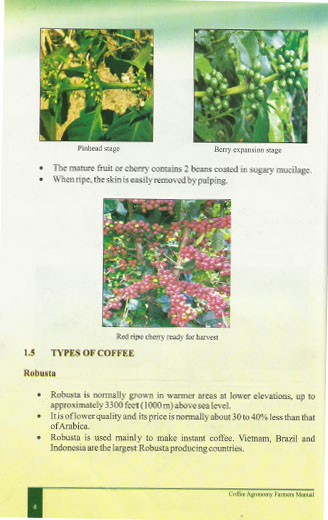 Pinhead stage
Berry expansion stage
• The mature fruit or cherry contains 2 beans coated in sugary mucilage.
• When ripe, the skin is easily removed by pulping.
Red ripe cherry ready for harvest
1.5 TYPES OF COFFEE
Robusta
• Robusta is normally grown in warmer areas at lower elevations, up to
approximately 3300 feet (1000 m) above sea level.
• It is of lower quality and its price is normally about 30 to 40% less than that
of Arabica.
• Robusta is used mainly to make instant coffee. Vietnam, Brazil and
Indonesia are the largest Robusta producing countries.
Coffee Agronomy Farmers Manual
4